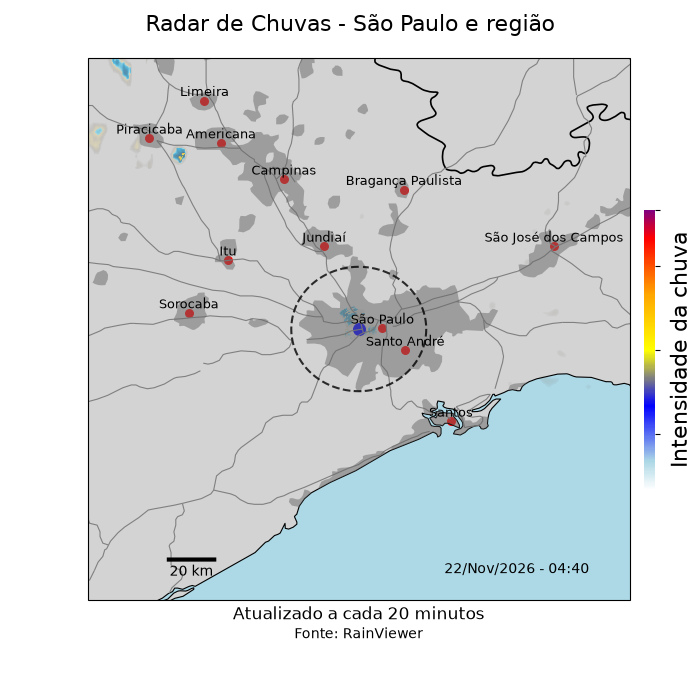 Radar de Chuvas - São Paulo e região
Limeira
Piracicaba
Americana
Campinas
Bragança Paulista
Jundiaí
São José dos Campos
Itu
Sorocaba
São Paulo
Santo André
Santos
Intensidade da chuva
20 km
22/Nov/2026 - 04:40
Atualizado a cada 20 minutos
Fonte: RainViewer